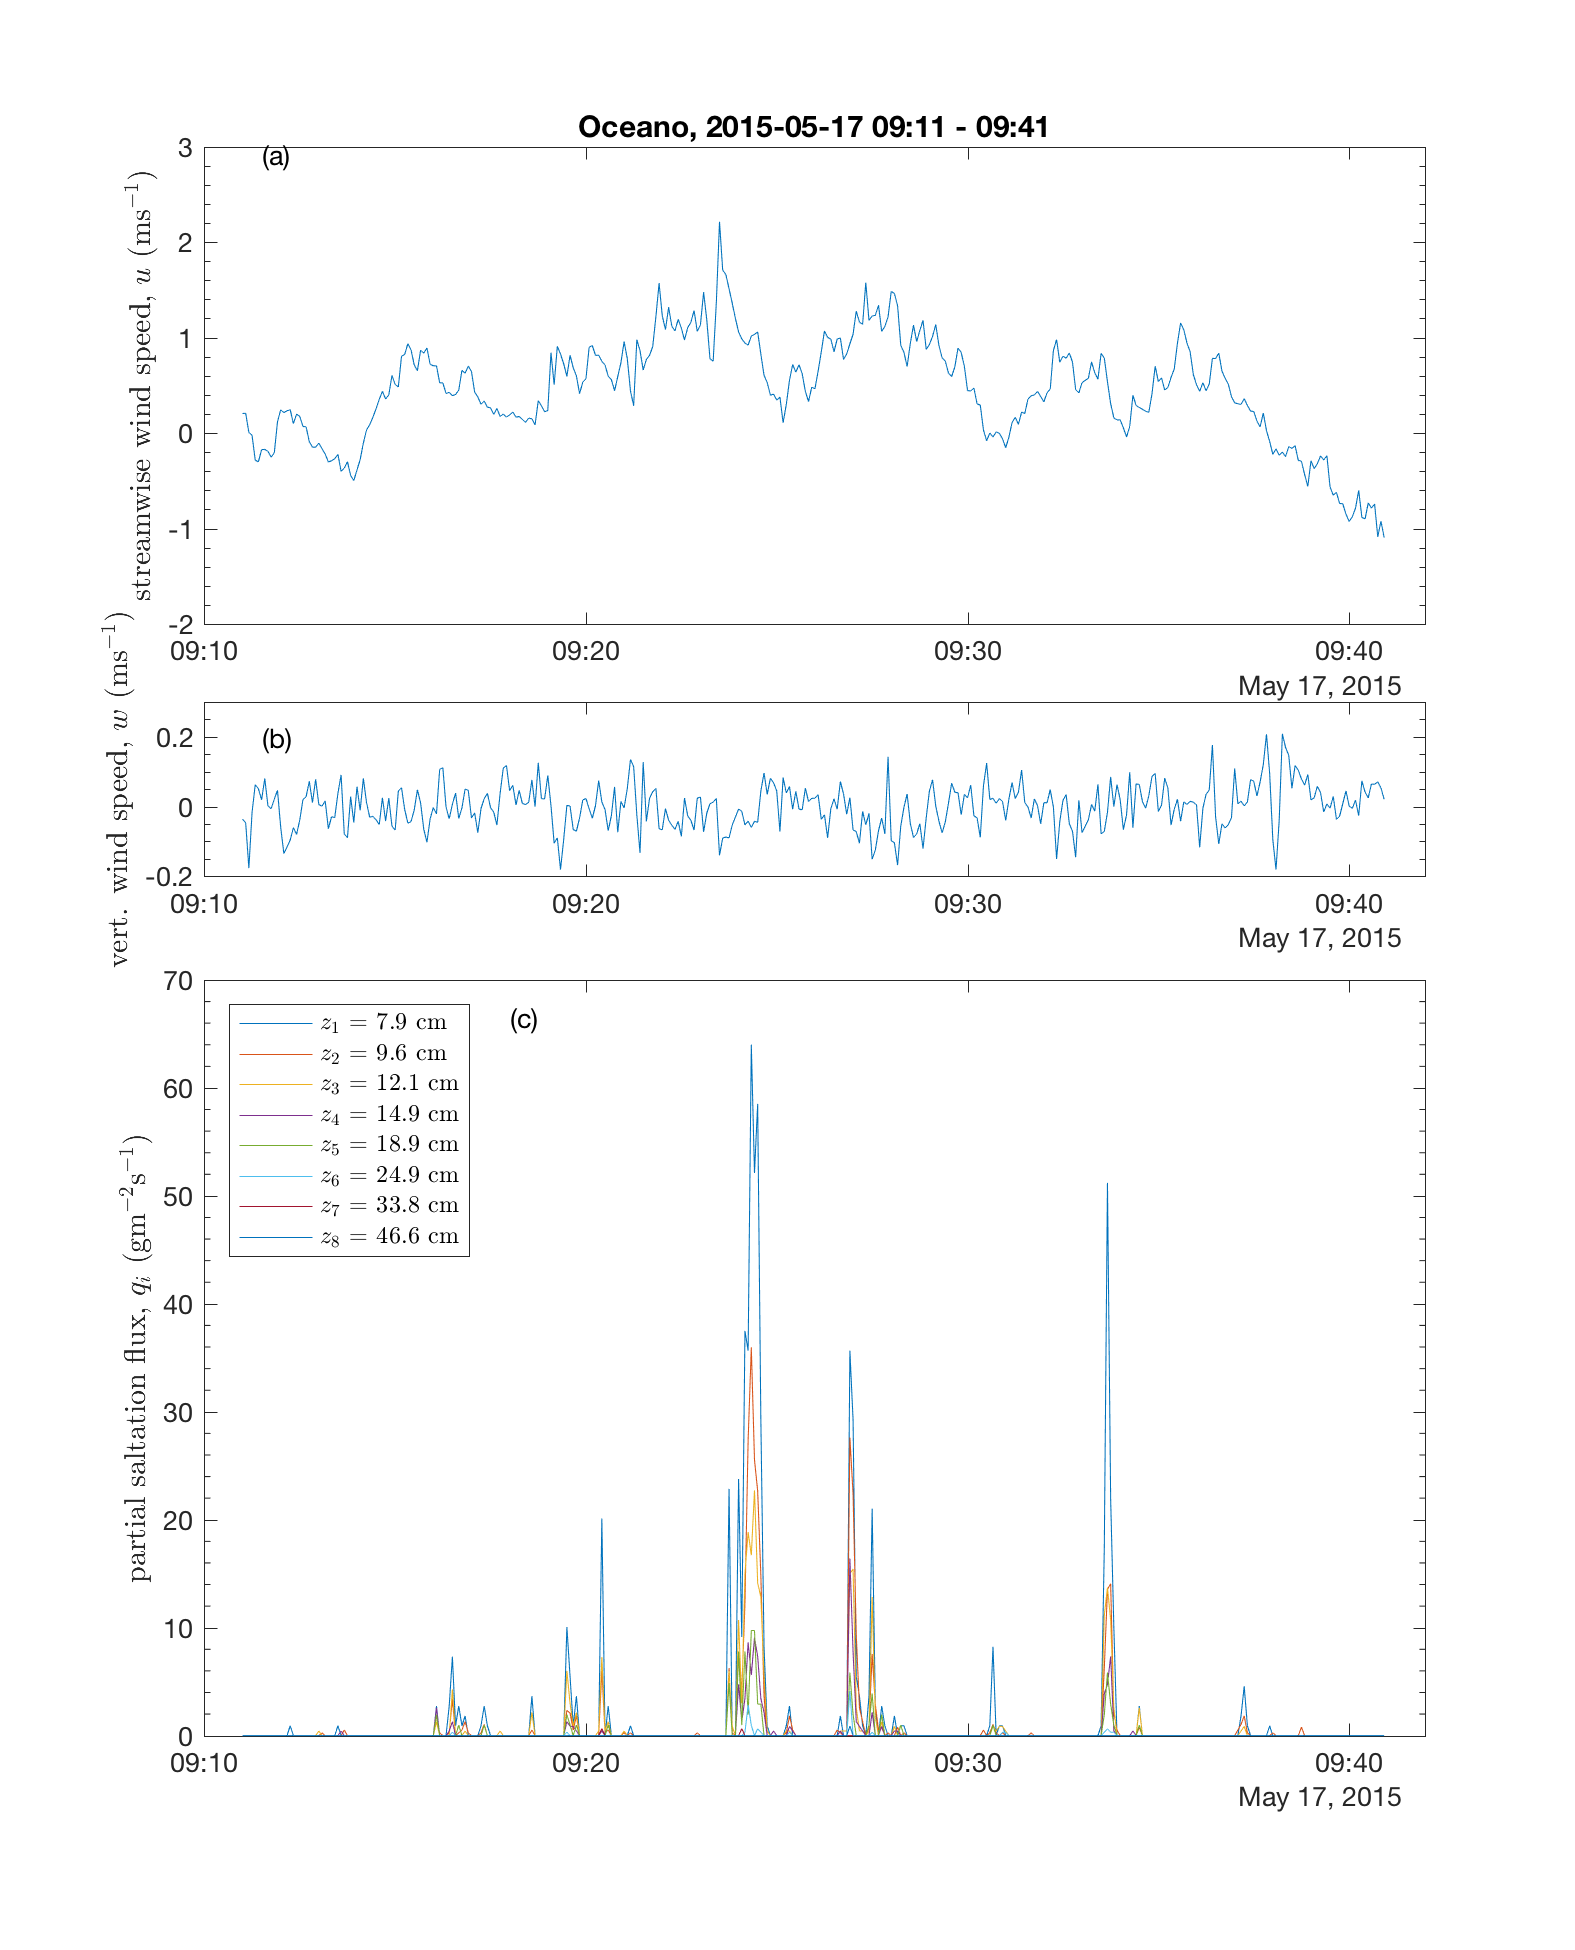 Oceano, 2015-05-17 09:11 - 09:41
(a)
streamwise wind speed, u (ms⁻¹)
3
2
1
0
-1
-2
09:10 09:20 09:30 09:40
May 17, 2015
(b)
vert. wind speed, w (ms⁻¹)
0.2
0
-0.2
09:10 09:20 09:30 09:40
May 17, 2015
(c)
partial saltation flux, qᵢ (gm⁻²s⁻¹)
70
60
50
40
30
20
10
0
z₁ = 7.9 cm
z₂ = 9.6 cm
z₃ = 12.1 cm
z₄ = 14.9 cm
z₅ = 18.9 cm
z₆ = 24.9 cm
z₇ = 33.8 cm
z₈ = 46.6 cm
09:10 09:20 09:30 09:40
May 17, 2015